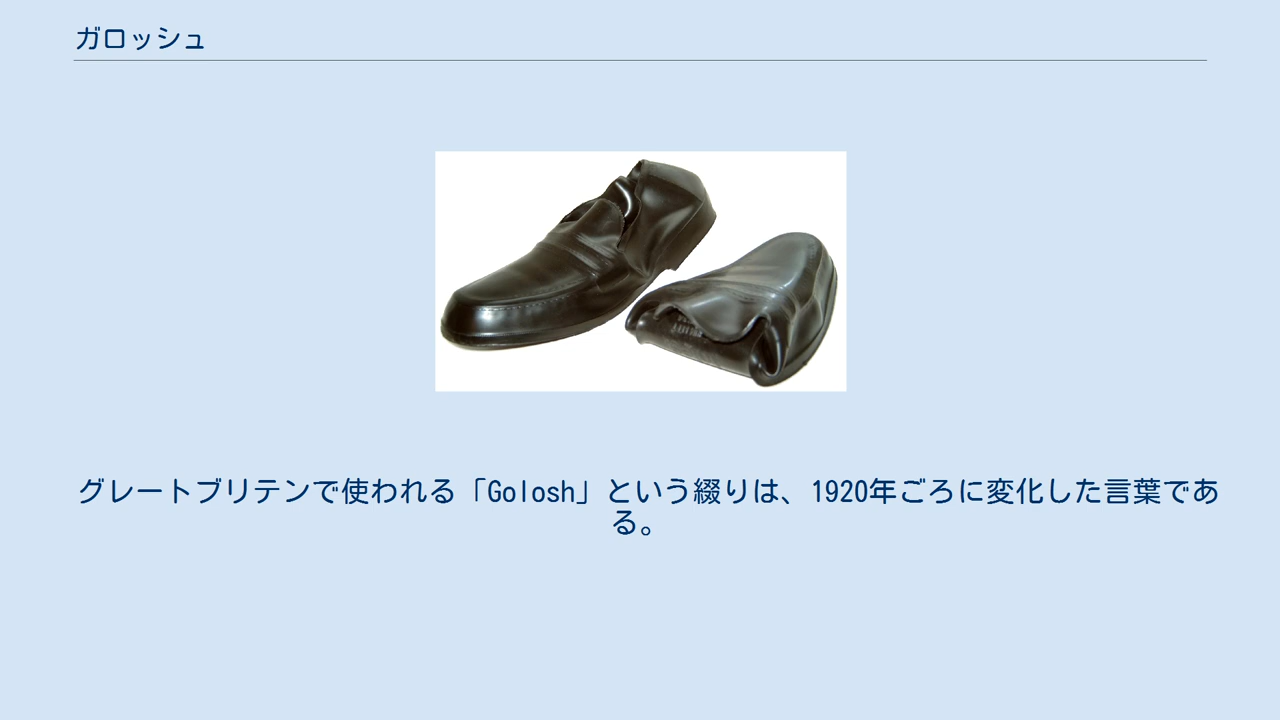 ガロッシュ
グレートブリテンで使われる「Golosh」という綴りは、1920年ごろに変化した言葉であ
る。